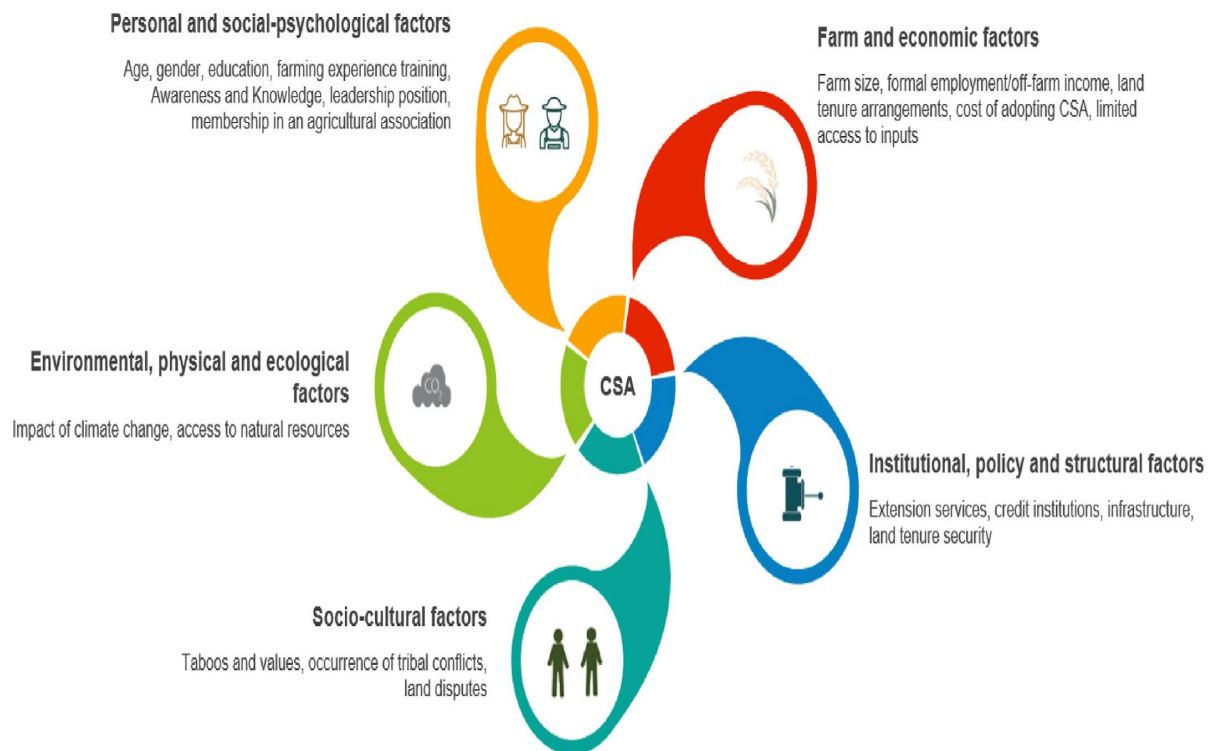 Personal and social-psychological factors
Age, gender, education, farming experience training,
Awareness and Knowledge, leadership position,
membership in an agricultural association
Farm and economic factors
Farm size, formal employment/off-farm income, land
tenure arrangements, cost of adopting CSA, limited
access to inputs
Environmental, physical and ecological
factors
Impact of climate change, access to natural resources
CO2
CSA
Institutional, policy and structural factors
Extension services, credit institutions, infrastructure,
land tenure security
Socio-cultural factors
Taboos and values, occurrence of tribal conflicts,
land disputes